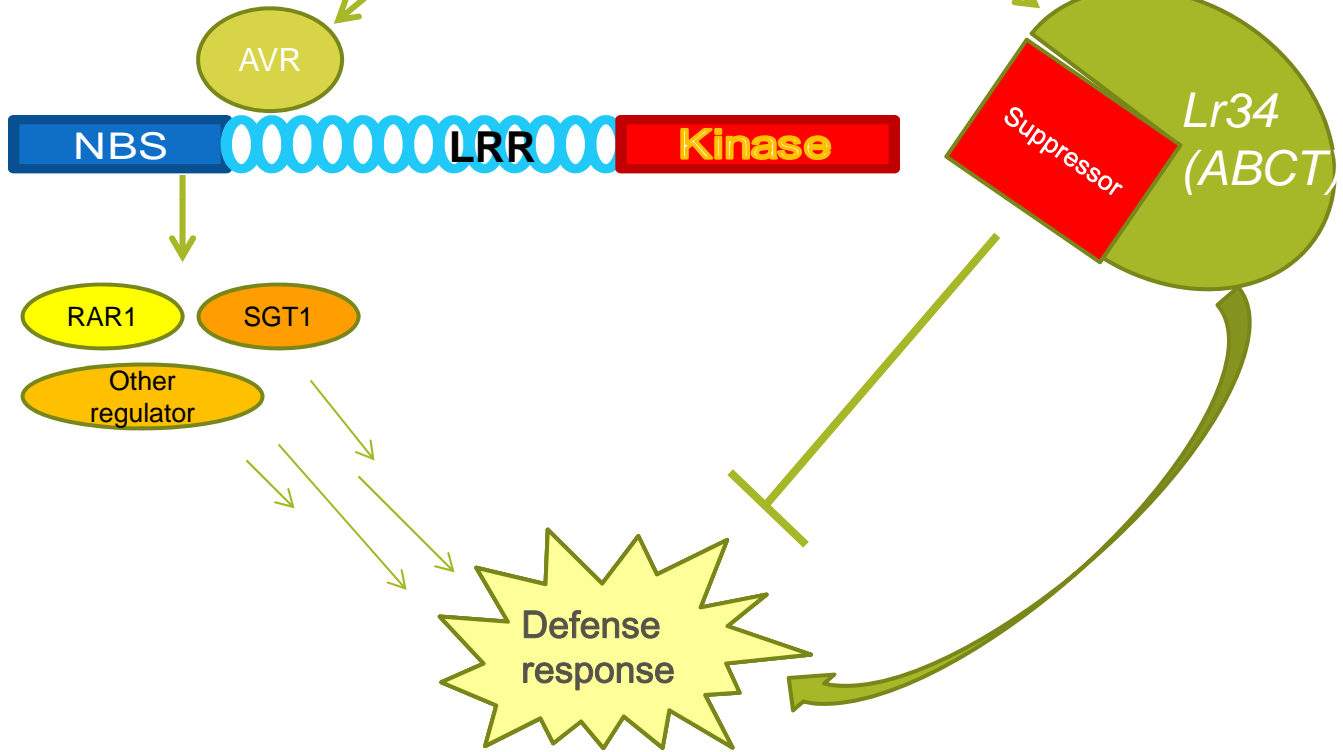 AVR
NBS
LRR
Kinase
Suppressor
Lr34
(ABCT)
RAR1
SGT1
Other
regulator
Defense
response